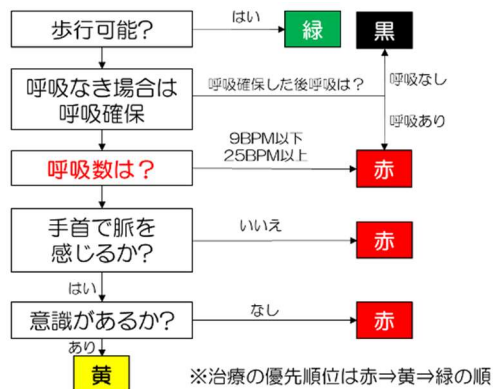 歩行可能?
はい
緑
黒
呼吸なき場合は
呼吸確保
呼吸確保した後呼吸は?
呼吸なし
呼吸あり
呼吸数は?
9BPM以下
25BPM以上
赤
手首で脈を
感じるか?
いいえ
赤
はい
意識があるか?
なし
赤
あり
黄
※治療の優先順位は赤⇒黄⇒緑の順